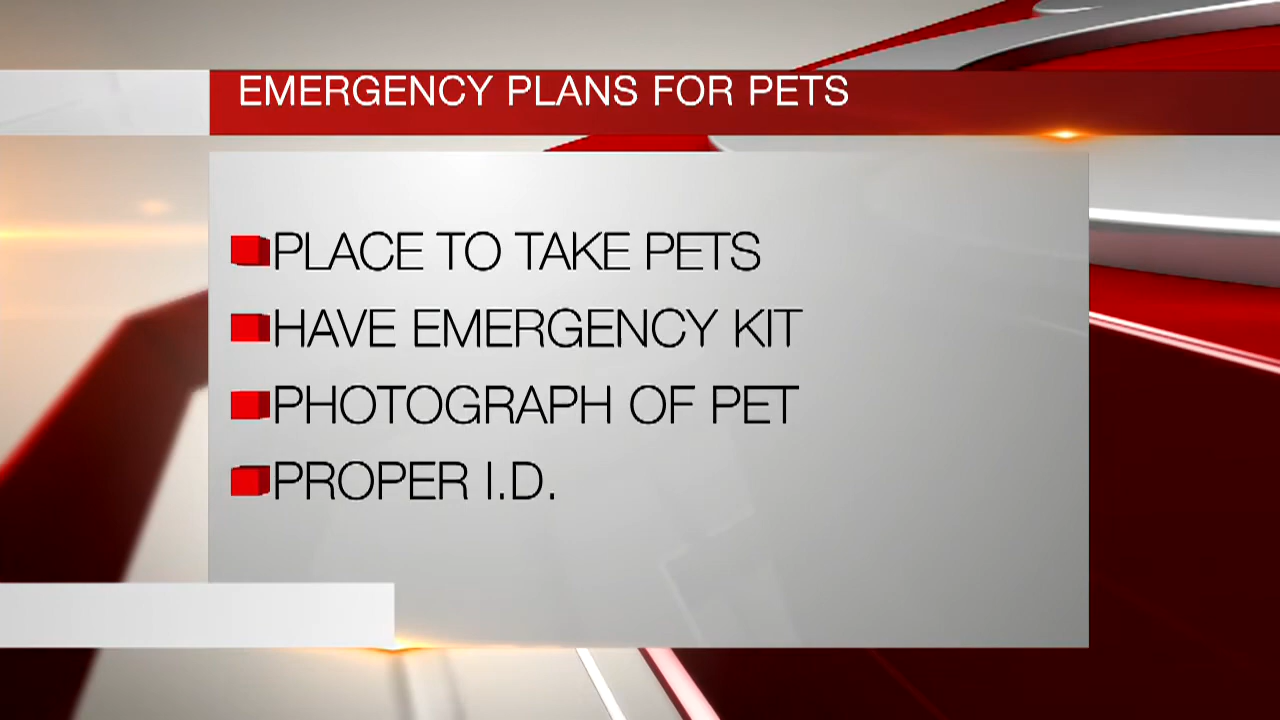 EMERGENCY PLANS FOR PETS
PLACE TO TAKE PETS
HAVE EMERGENCY KIT
PHOTOGRAPH OF PET
PROPER I.D.